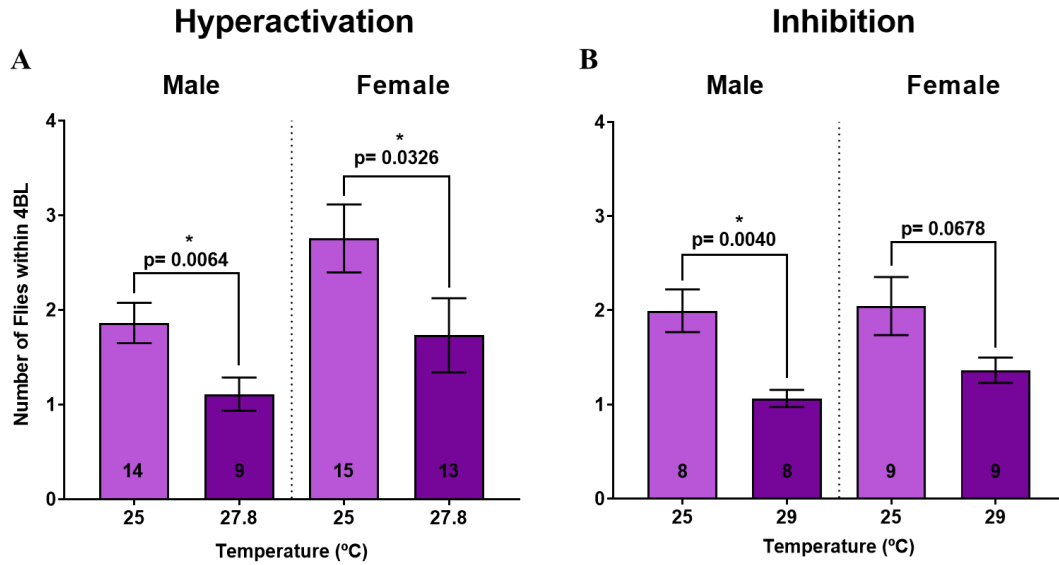 Hyperactivation
A
Male
Female
Number of Flies within 4BL
4
3
2
1
0
*
p= 0.0064
*
p= 0.0326
14
9
15
13
25
27.8
25
27.8
Temperature (ºC)
Inhibition
B
Male
Female
4
3
2
1
0
*
p= 0.0040
p= 0.0678
8
8
9
9
25
29
25
29
Temperature (ºC)